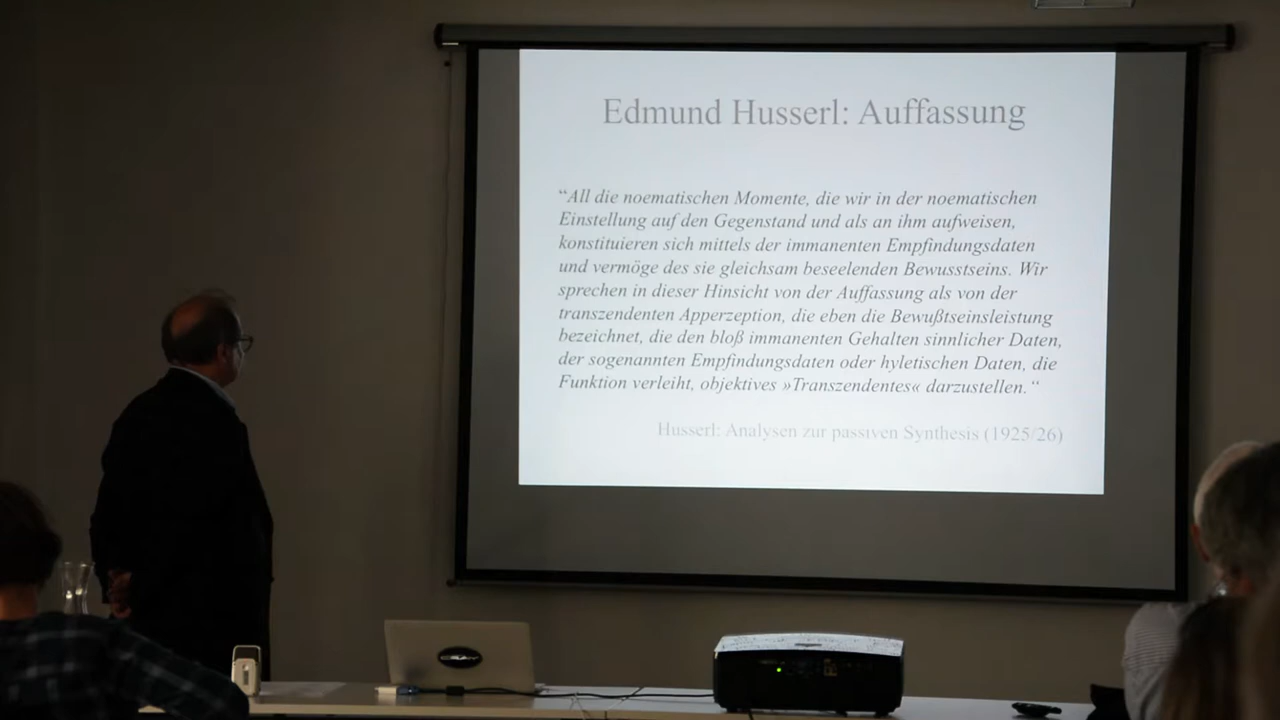 Edmund Husserl: Auffassung
“All die noematischen Momente, die wir in der noematischen
Einstellung auf den Gegenstand und als an ihm aufweisen,
konstituieren sich mittels der immanenten Empfindungsdaten
und vermöge des sie gleichsam beseelenden Bewusstseins. Wir
sprechen in dieser Hinsicht von der Auffassung als von der
transzendenten Apperzeption, die eben die Bewußtseinsleistung
bezeichnet, die den bloß immanenten Gehalten sinnlicher Daten,
der sogenannten Empfindungsdaten oder hyletischen Daten, die
Funktion verleiht, objektives »Transzendentes« darzustellen.“
Husserl: Analysen zur passiven Synthesis (1925/26)